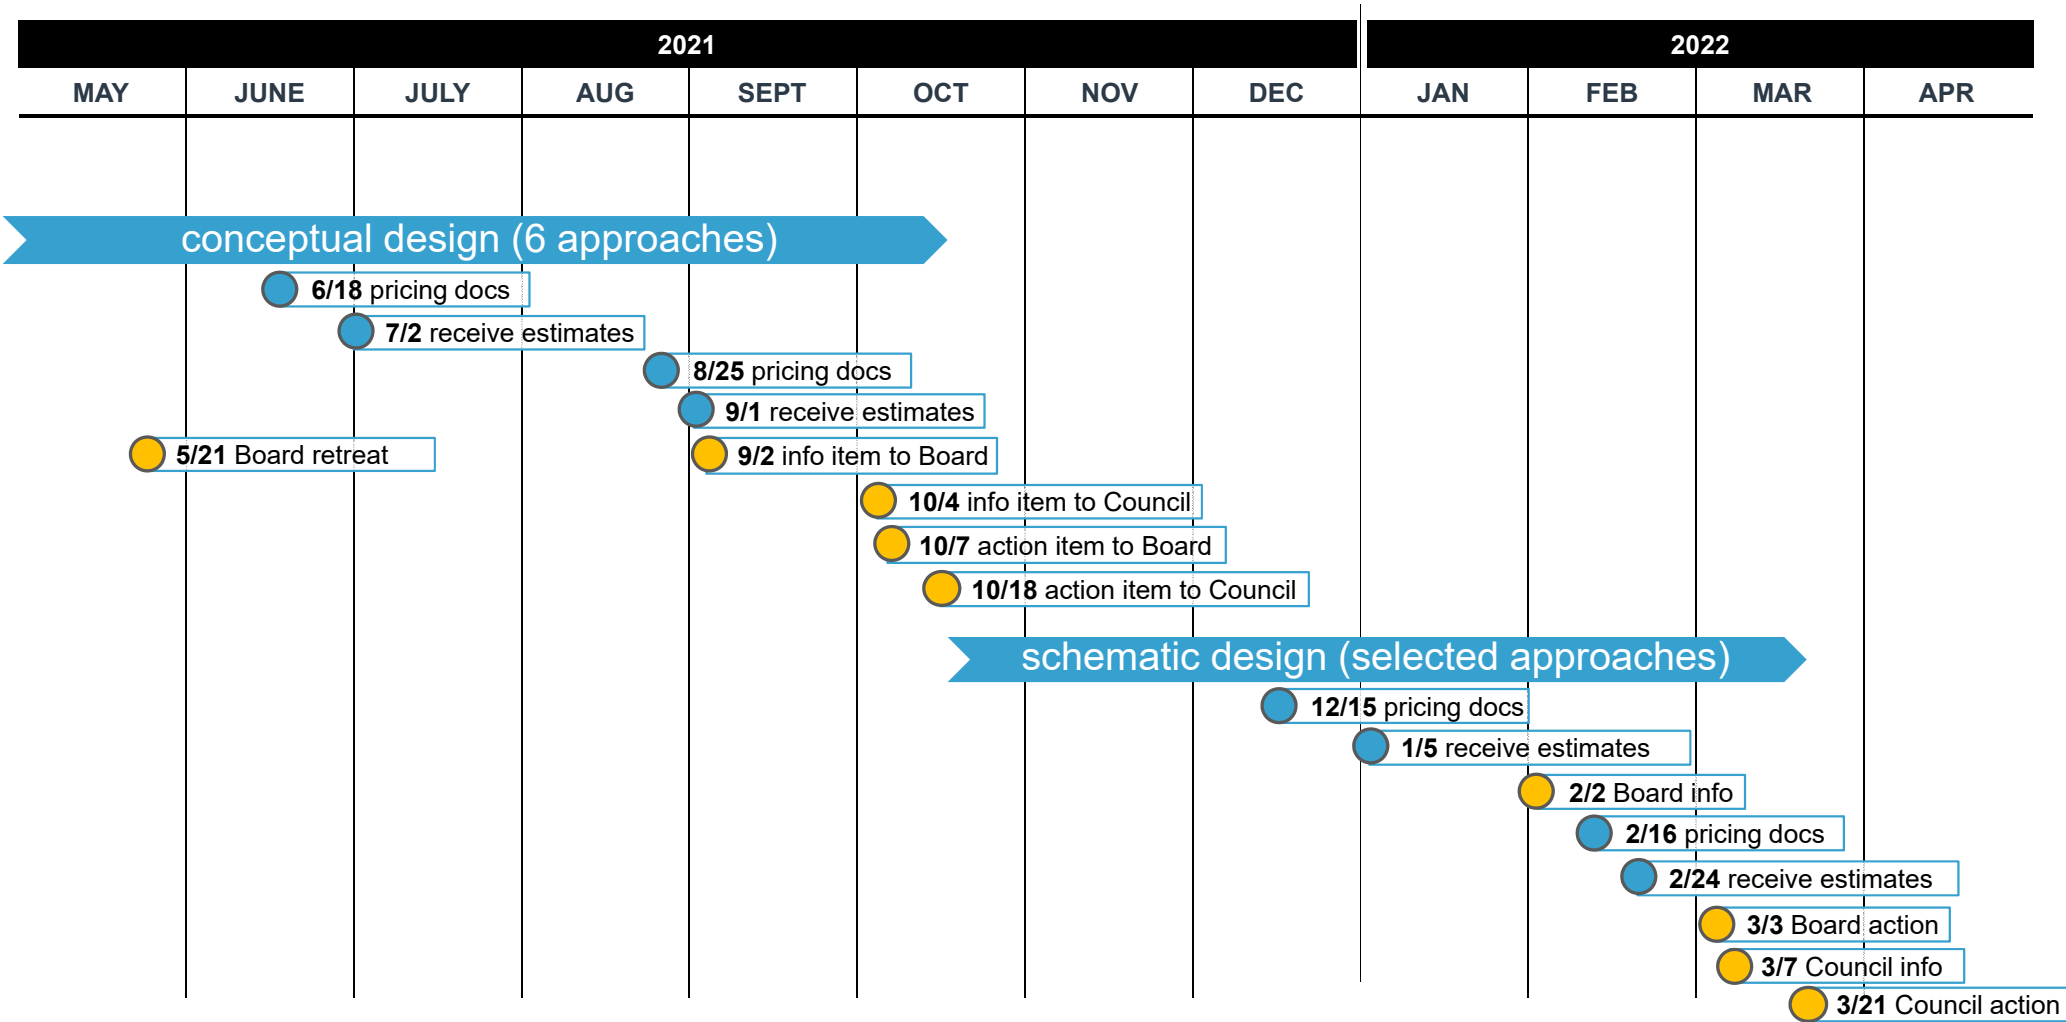 2021 2022
MAY JUNE JULY AUG SEPT OCT NOV DEC JAN FEB MAR APR
conceptual design (6 approaches)
6/18 pricing docs
7/2 receive estimates
8/25 pricing docs
9/1 receive estimates
5/21 Board retreat
9/2 info item to Board
10/4 info item to Council
10/7 action item to Board
10/18 action item to Council
schematic design (selected approaches)
12/15 pricing docs
1/5 receive estimates
2/2 Board info
2/16 pricing docs
2/24 receive estimates
3/3 Board action
3/7 Council info
3/21 Council action